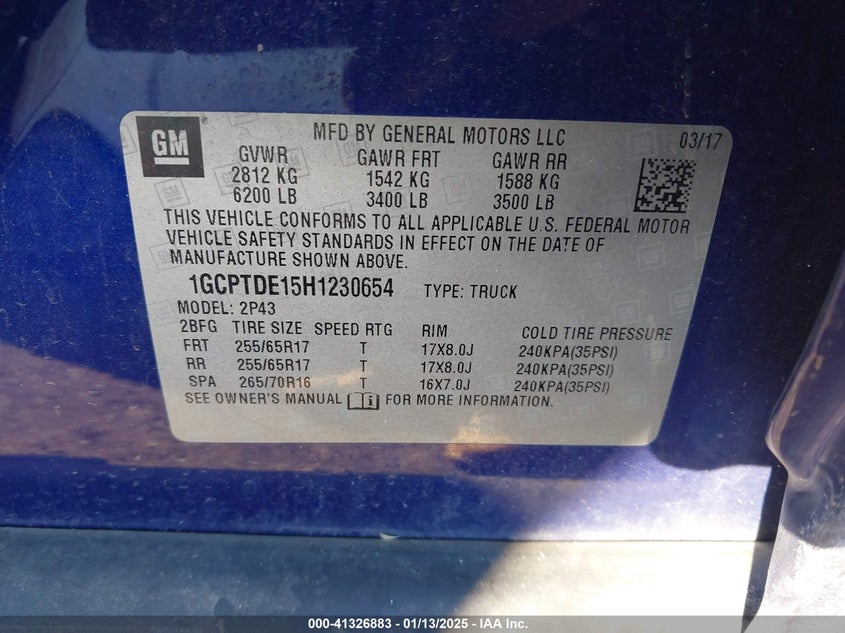 GM
MFD BY GENERAL MOTORS LLC 03/17
GVWR GAWR FRT GAWR RR
2812 KG 1542 KG 1588 KG
6200 LB 3400 LB 3500 LB
THIS VEHICLE CONFORMS TO ALL APPLICABLE U.S. FEDERAL MOTOR
VEHICLE SAFETY STANDARDS IN EFFECT ON THE DATE OF
MANUFACTURE SHOWN ABOVE.
1GCPTDE15H1230654 TYPE: TRUCK
MODEL: 2P43
2BFG TIRE SIZE SPEED RTG RIM COLD TIRE PRESSURE
FRT 255/65R17 T 17X8.0J 240KPA(35PSI)
RR 255/65R17 T 17X8.0J 240KPA(35PSI)
SPA 265/70R16 T 16X7.0J 240KPA(35PSI)
SEE OWNER'S MANUAL FOR MORE INFORMATION.
000-41326883 - 01/13/2025 - IAA Inc.